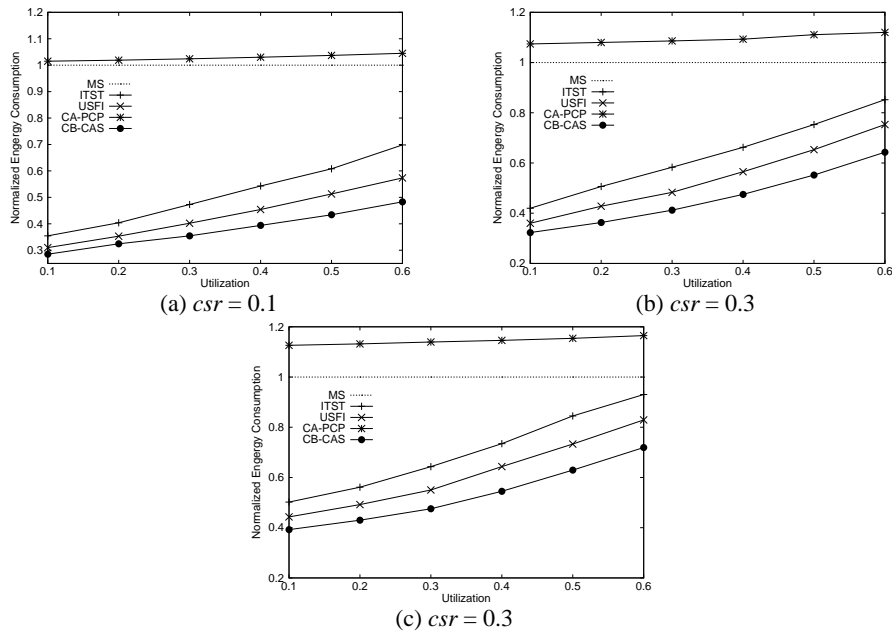 1.2
1.1
1
0.9
0.8
0.7
0.6
0.5
0.4
0.3
Normalized Engergy Consumption
MS
ITST
USFI
CA-PCP
CB-CAS
0.1 0.2 0.3 0.4 0.5 0.6
Utilization
(a) csr = 0.1
1.2
1
0.8
0.6
0.4
0.2
Normalized Engergy Consumption
MS
ITST
USFI
CA-PCP
CB-CAS
0.1 0.2 0.3 0.4 0.5 0.6
Utilization
(b) csr = 0.3
1.2
1
0.8
0.6
0.4
0.2
Normalized Engergy Consumption
MS
ITST
USFI
CA-PCP
CB-CAS
0.1 0.2 0.3 0.4 0.5 0.6
Utilization
(c) csr = 0.3